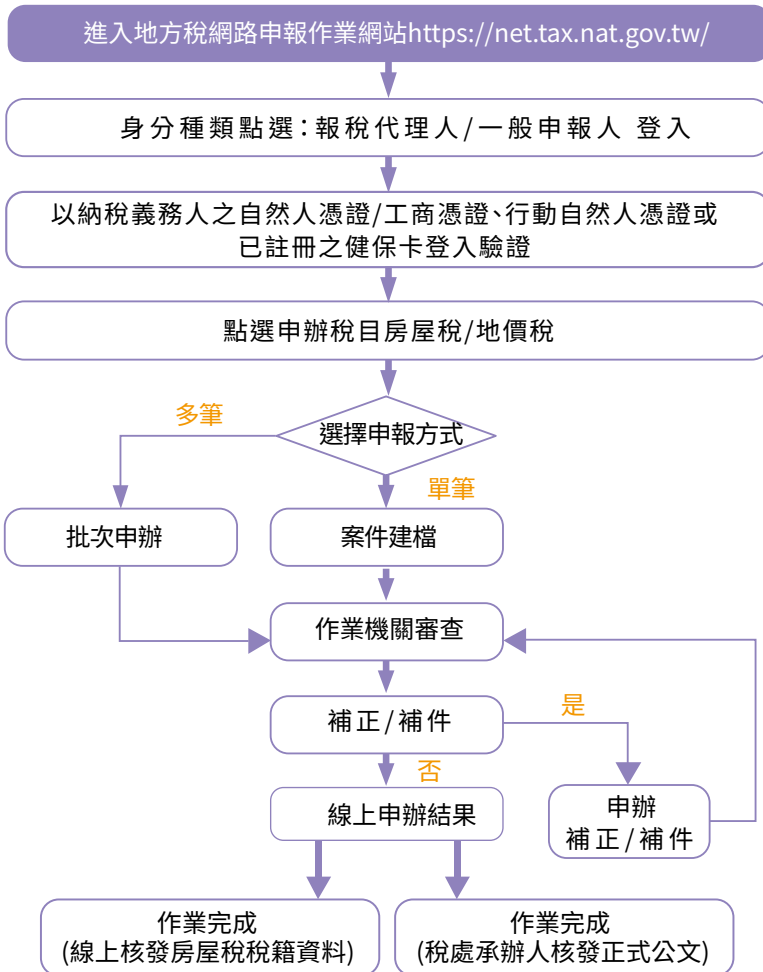 進入地方稅網路申報作業網站https://net.tax.nat.gov.tw/
身分種類點選：報稅代理人/一般申報人 登入
以納稅義務人之自然人憑證/工商憑證、行動自然人憑證或
已註冊之健保卡登入驗證
點選申辦稅目房屋稅/地價稅
多筆
選擇申報方式
單筆
批次申辦
案件建檔
作業機關審查
補正/補件
是
否
線上申辦結果
申辦
補正/補件
作業完成
(線上核發房屋稅稅籍資料)
作業完成
(稅處承辦人核發正式公文)